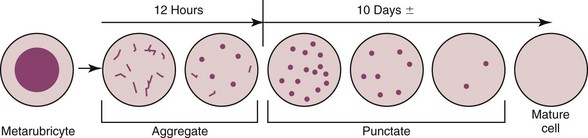 12 Hours
10 Days ±
Metarubricyte
Aggregate
Punctate
Mature
cell